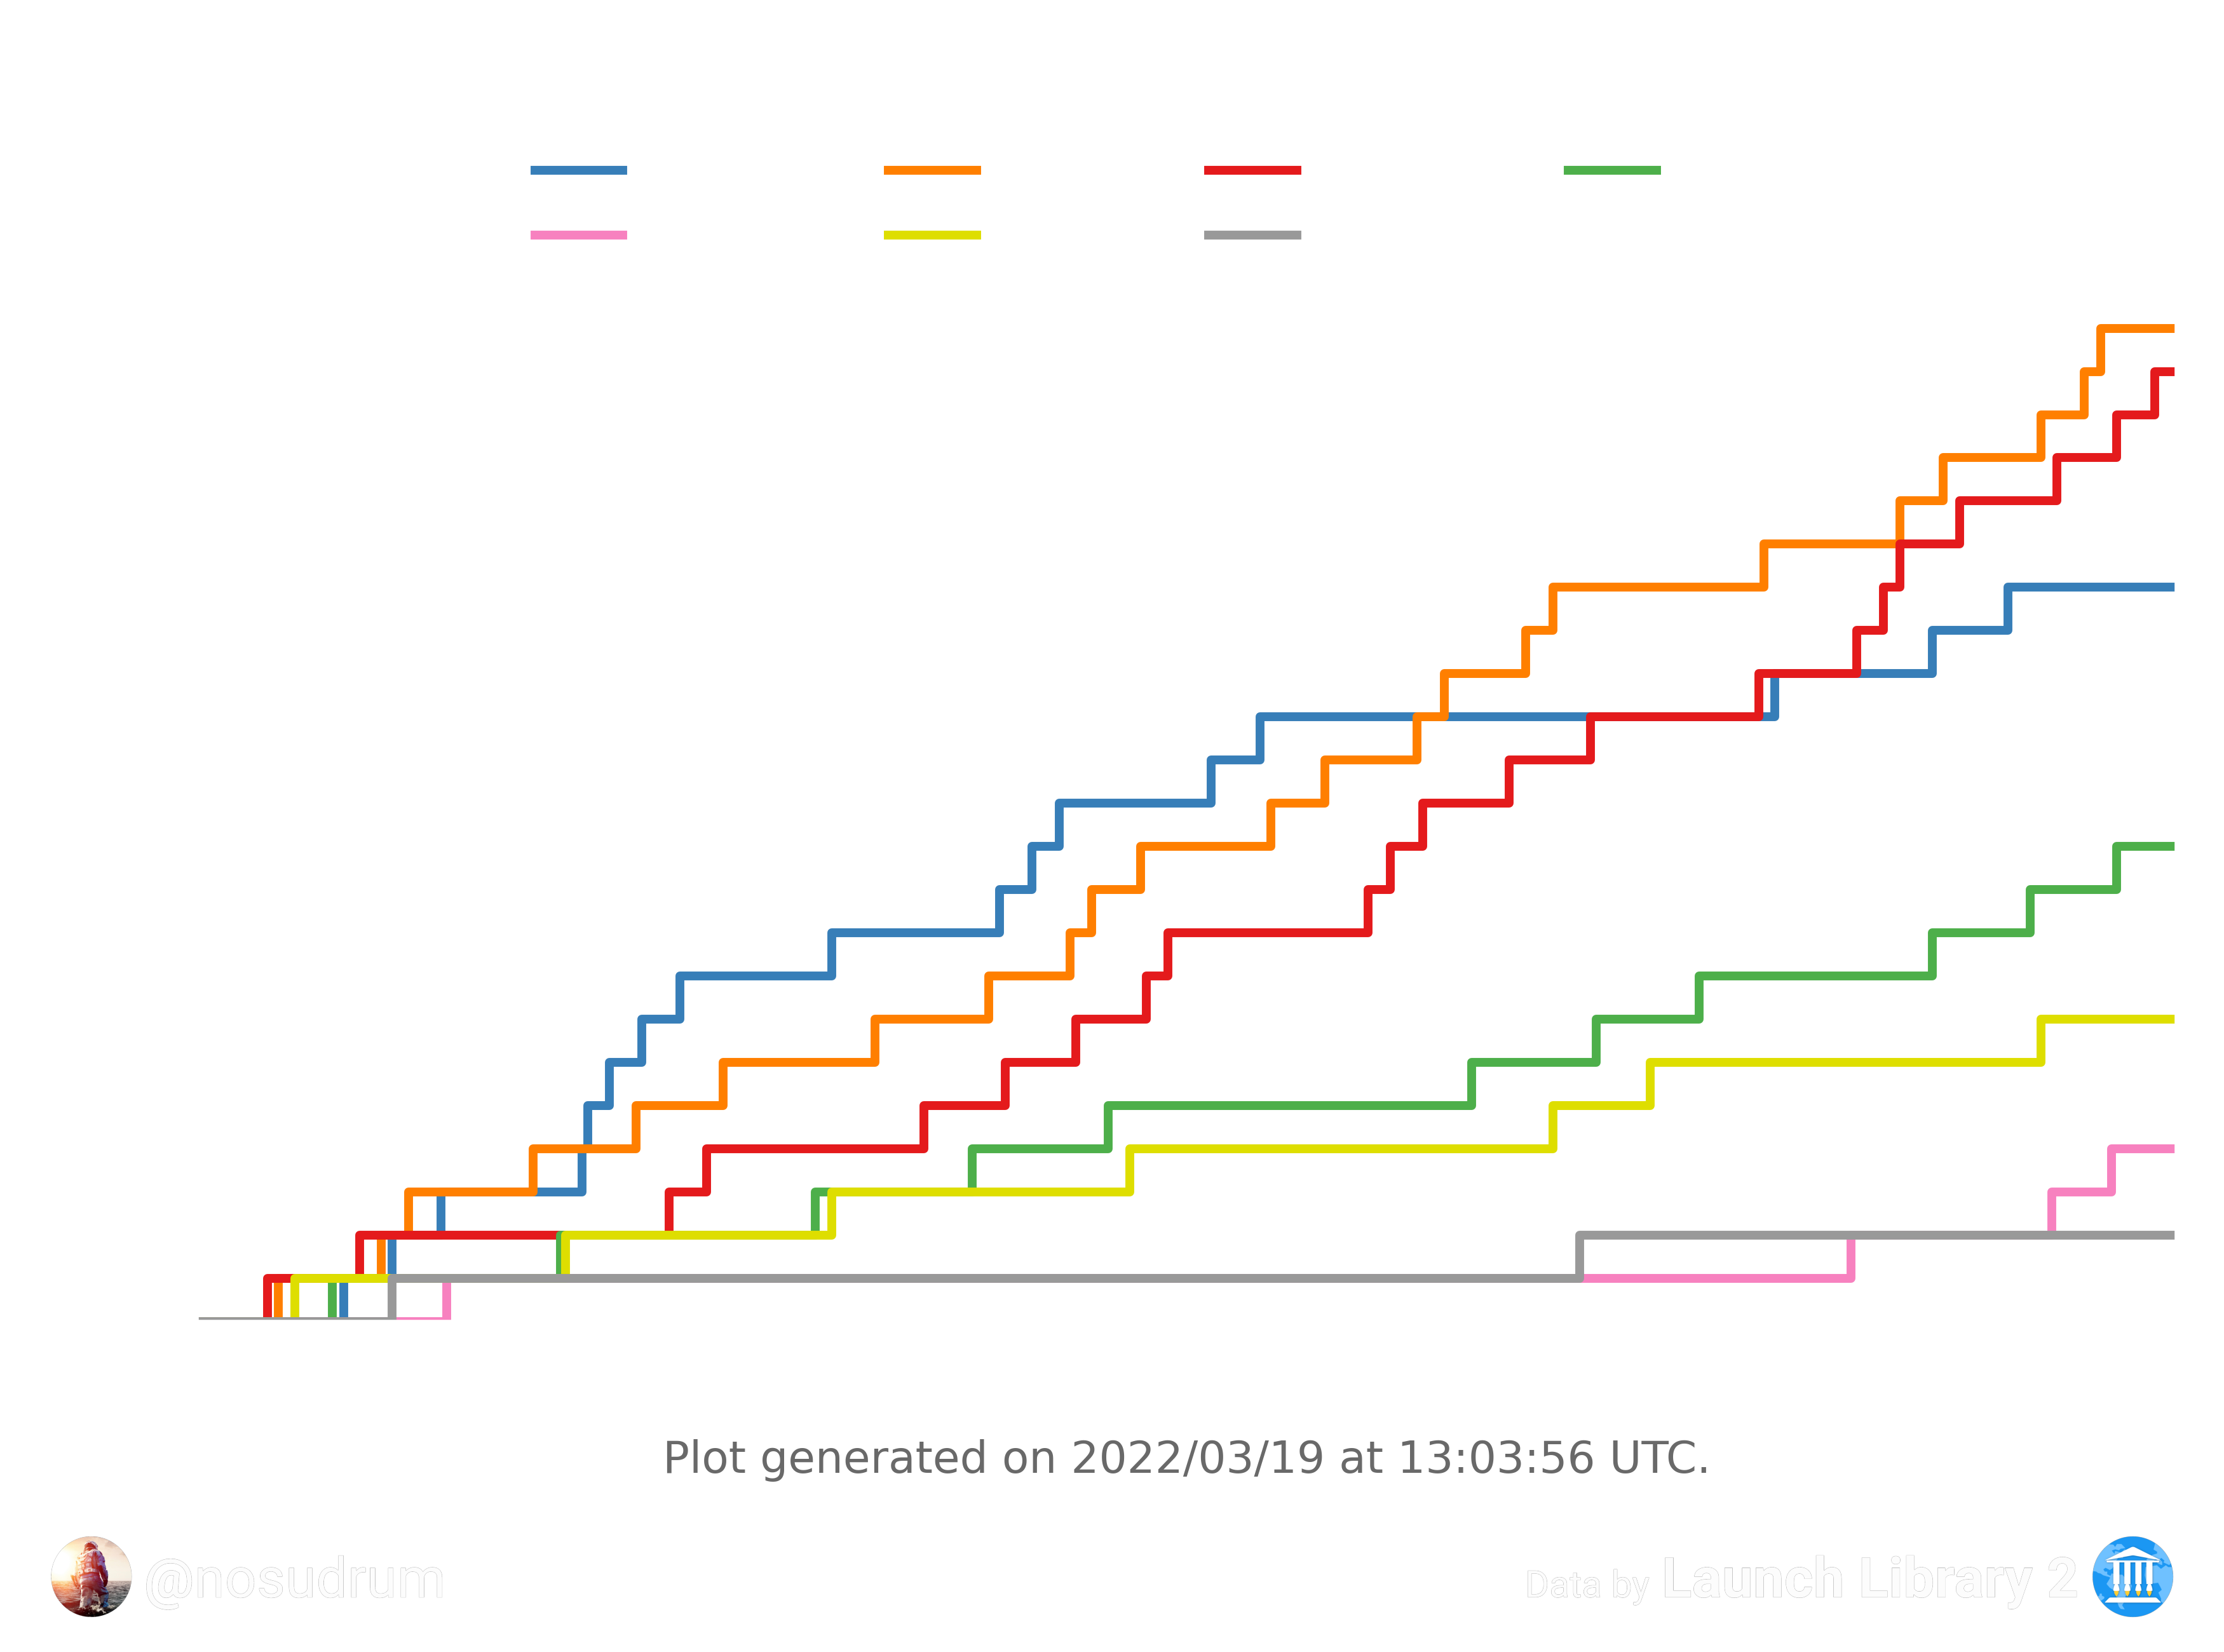 Plot generated on 2022/03/19 at 13:03:56 UTC.
@nosudrum
Data by Launch Library 2